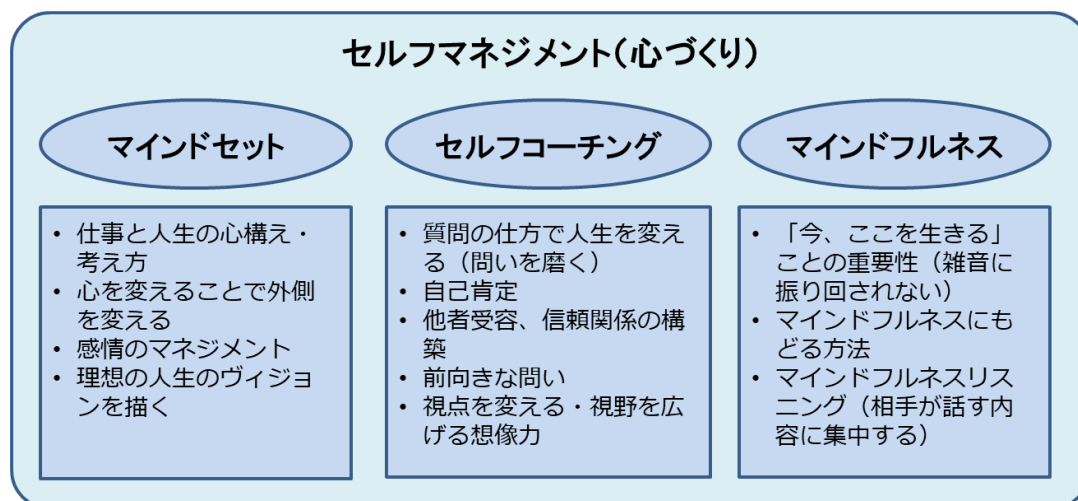 セルフマネジメント（心づくり）
マインドセット
セルフコーチング
マインドフルネス
• 仕事と人生の心構え・
考え方
• 心を変えることで外側
を変える
• 感情のマネジメント
• 理想の人生のヴィジョ
ンを描く
• 質問の仕方で人生を変え
る（問いを磨く）
• 自己肯定
• 他者受容、信頼関係の構
築
• 前向きな問い
• 視点を変える・視野を広
げる想像力
• 「今、ここを生きる」
ことの重要性（雑音に
振り回されない）
• マインドフルネスにも
どる方法
• マインドフルネスリス
ニング（相手が話す内
容に集中する）